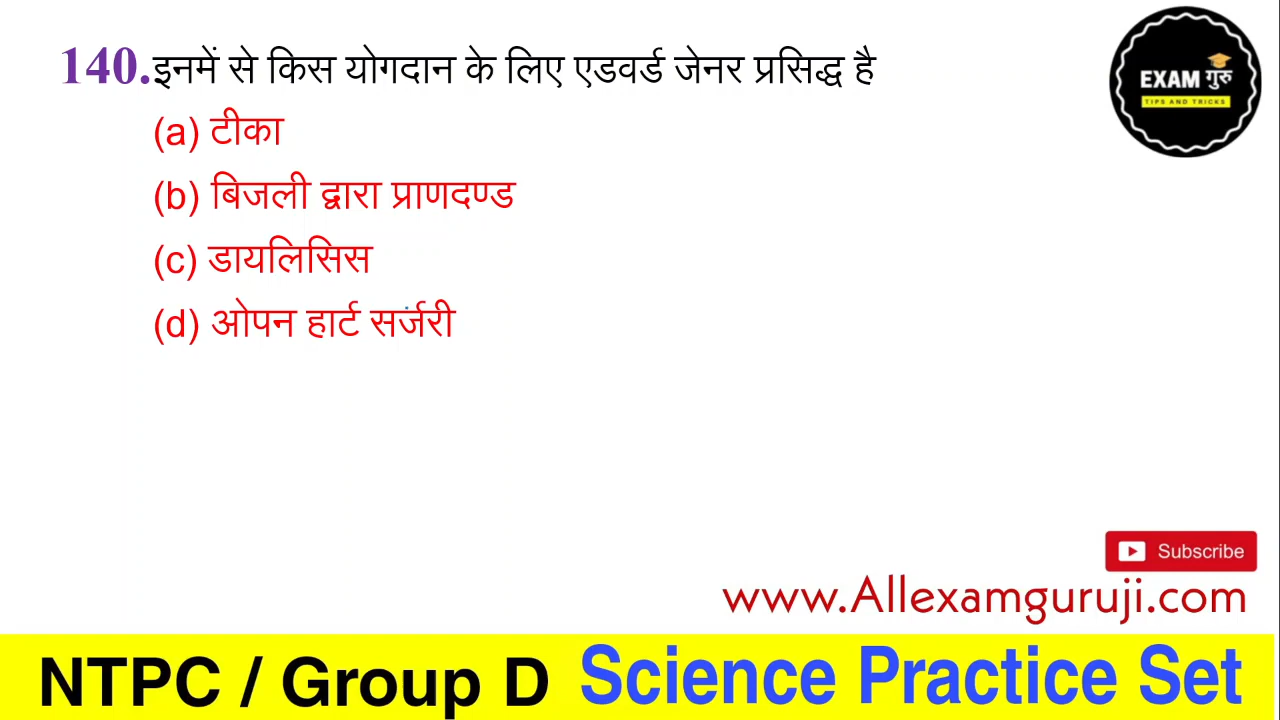 140.इनमें से किस योगदान के लिए एडवर्ड जेनर प्रसिद्ध है
(a) टीका
(b) बिजली द्वारा प्राणदण्ड
(c) डायलिसिस
(d) ओपन हार्ट सर्जरी
EXAM गुरु
TIPS AND TRICKS
Subscribe
www.Allexamguruji.com
NTPC / Group D Science Practice Set